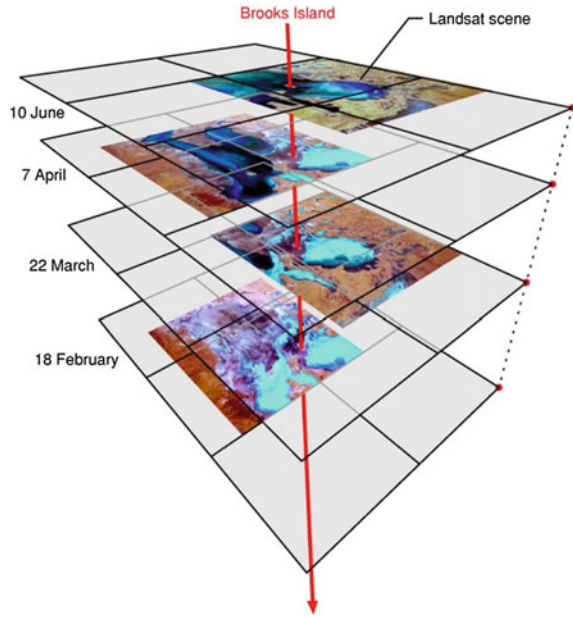 Brooks Island
Landsat scene
10 June
7 April
22 March
18 February